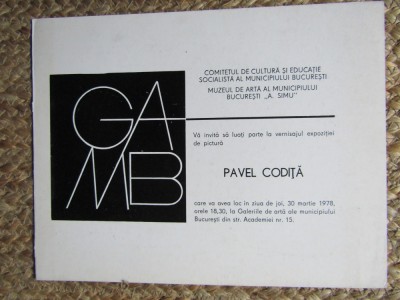 GA
MB
COMITETUL DE CULTURĂ ȘI EDUCAȚIE
SOCIALISTĂ AL MUNICIPIULUI BUCUREȘTI
MUZEUL DE ARTĂ AL MUNICIPIULUI
BUCUREȘTI „A. SIMU"
Vă invită să luați parte la vernisajul expoziției
de pictură
PAVEL CODIȚĂ
care va avea loc în ziua de joi, 30 martie 1978,
orele 18,30, la Galeriile de artă ale municipiului
București din str. Academiei nr. 15.